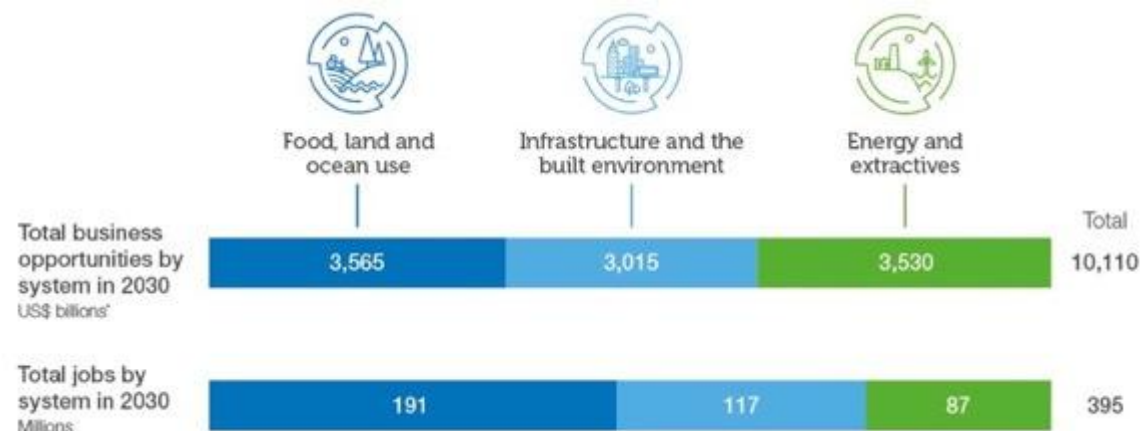 Food, land and
ocean use
Infrastructure and the
built environment
Energy and
extractives
Total
Total business
opportunities by
system in 2030
US$ billions*
3,565
3,015
3,530
10,110
Total jobs by
system in 2030
Millions
191
117
87
395